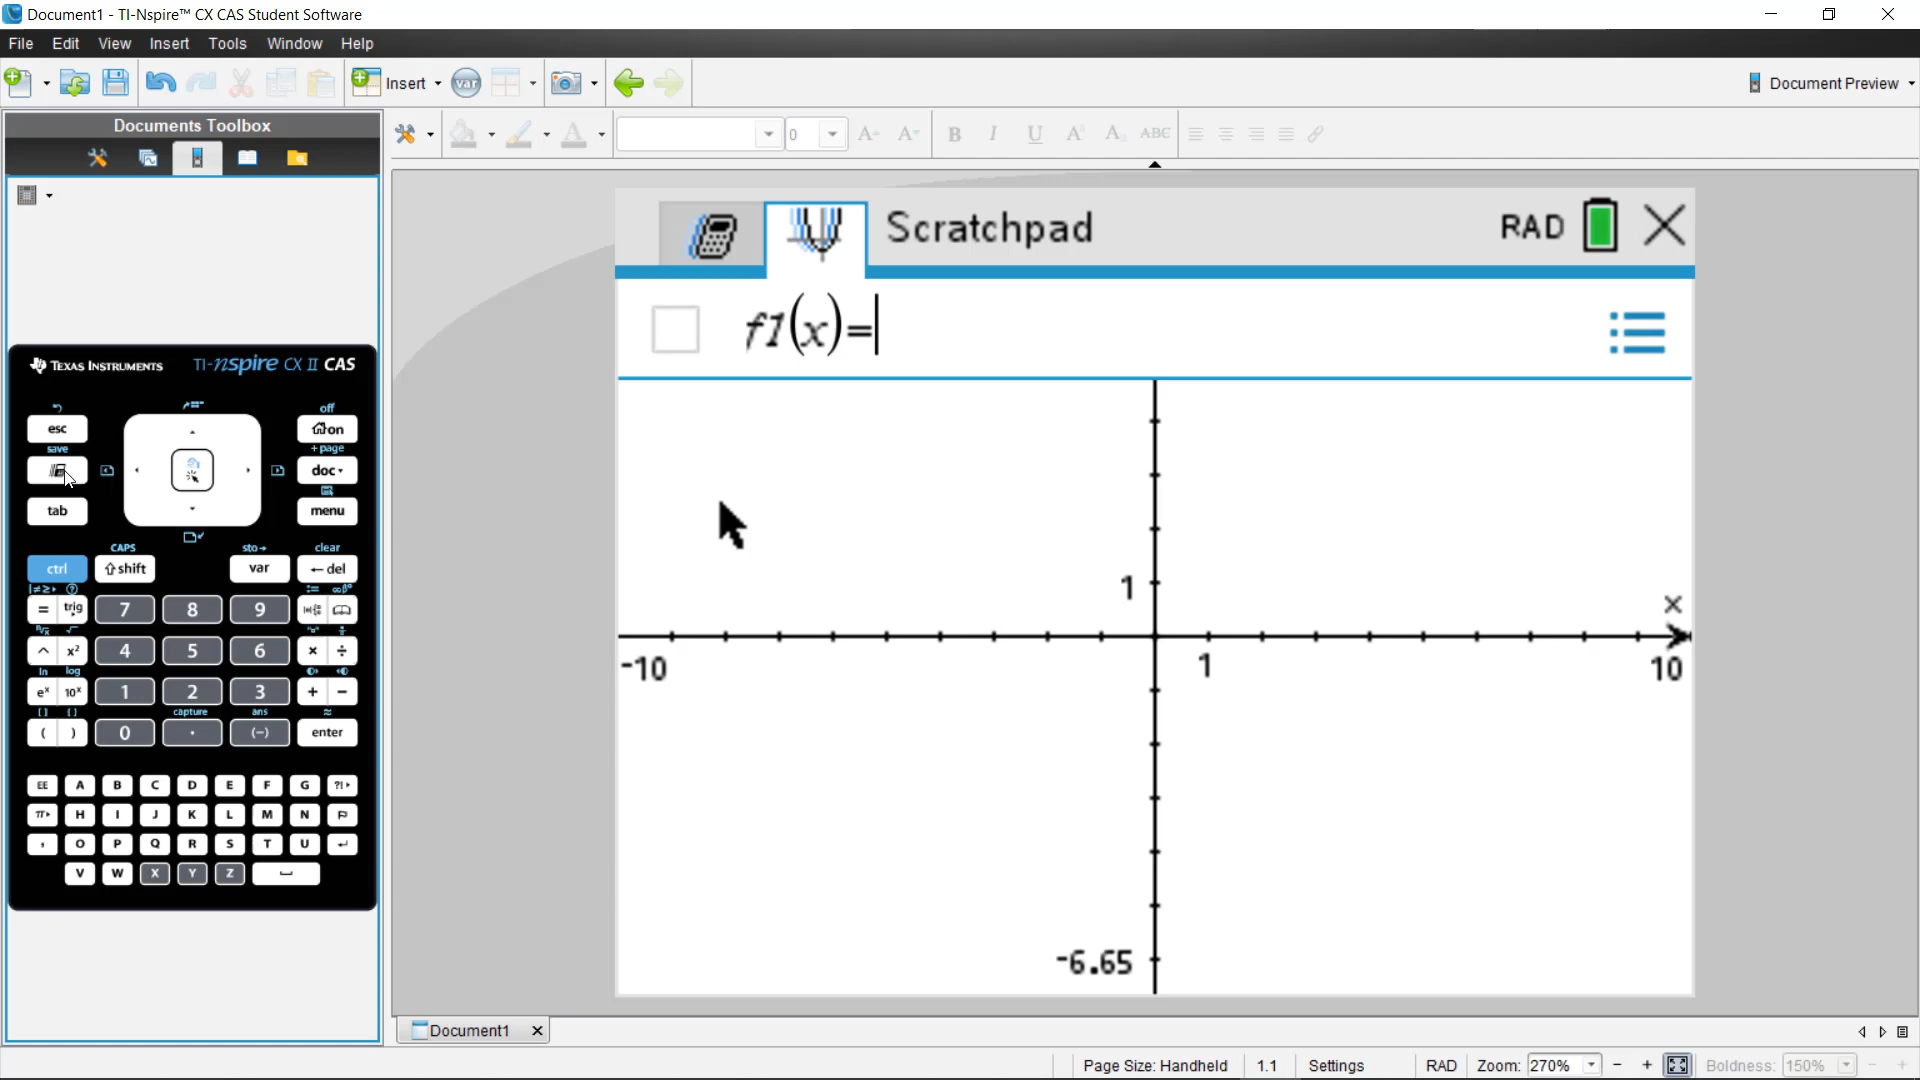 Document1 - TI-Nspire™ CX CAS Student Software
File Edit View Insert Tools Window Help
Insert var Document Preview
Documents Toolbox
0 A A B I U A A ABC
Scratchpad RAD
f1(x)=
1
x
-10 1 10
-6.65
TEXAS INSTRUMENTS TI-nspire CX II CAS
off
esc on
save + page
doc
tab menu
CAPS sto→ clear
ctrl shift var ←del
= trig 7 8 9
^ x² 4 5 6 × ÷
ln log
eˣ 10ˣ 1 2 3 + −
capture ans ≈
( ) 0 . (−) enter
EE A B C D E F G ?!▸
π▸ H I J K L M N
, O P Q R S T U
V W X Y Z
Document1
Page Size: Handheld 1.1 Settings RAD Zoom: 270% - + Boldness: 150% - +